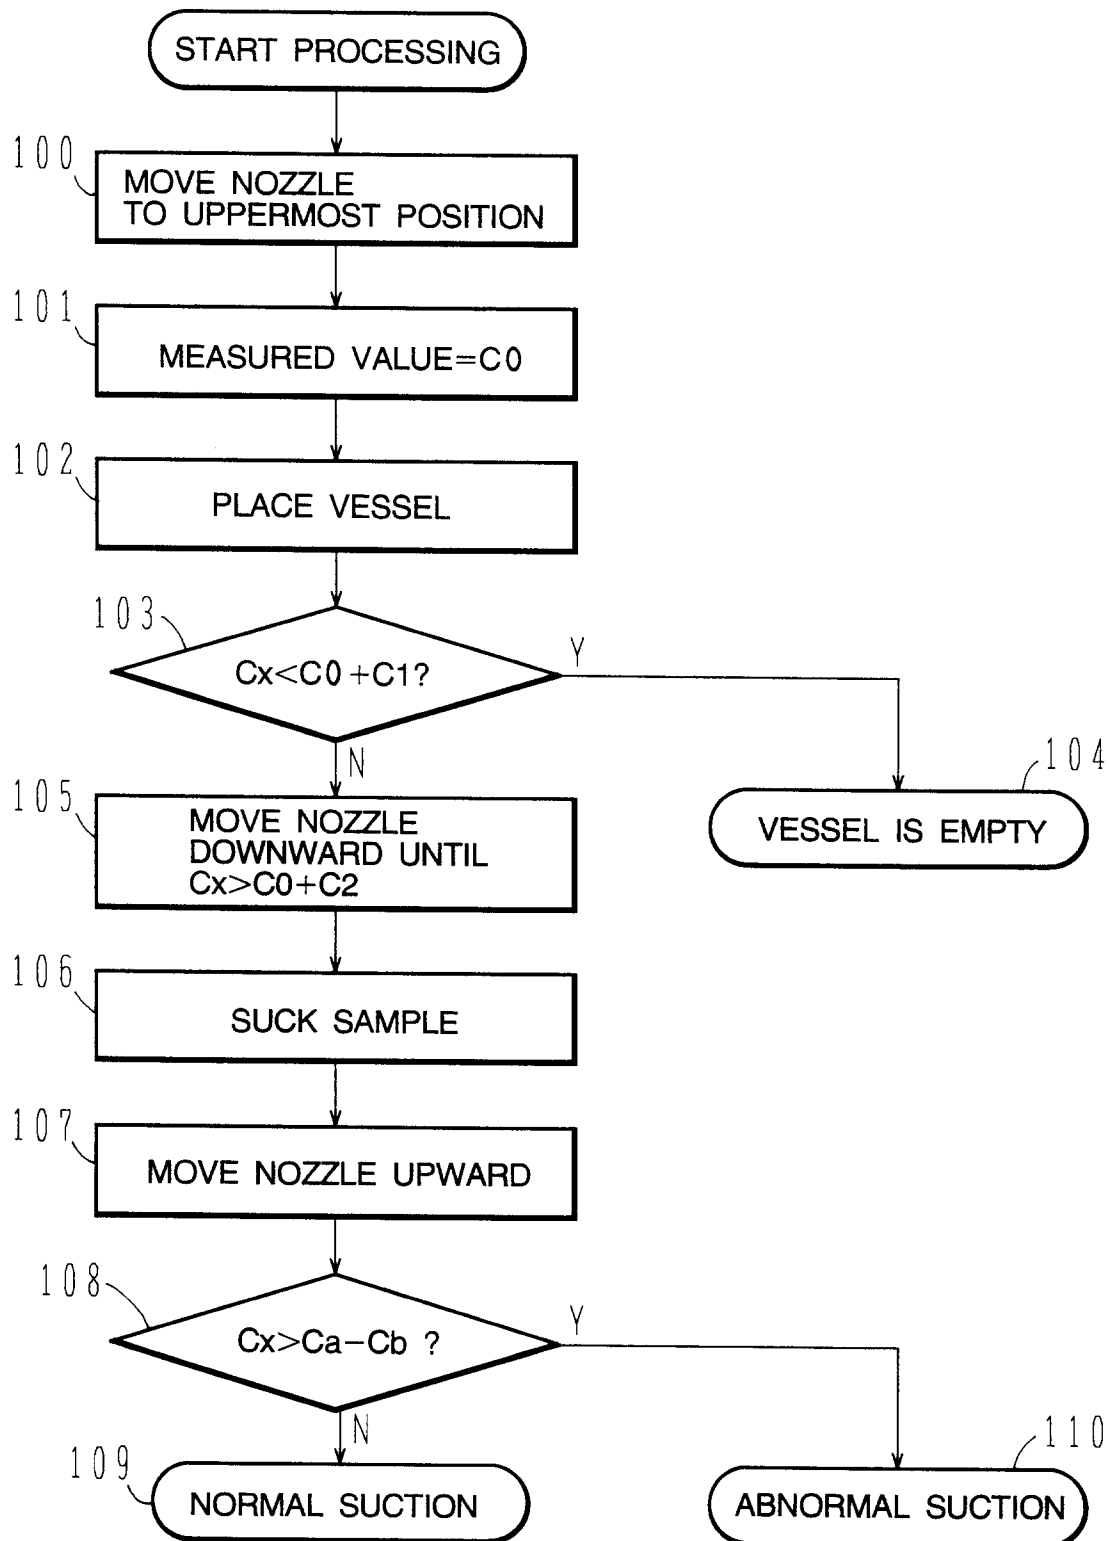 START PROCESSING
100
MOVE NOZZLE
TO UPPERMOST POSITION
101
MEASURED VALUE=C0
102
PLACE VESSEL
103
Cx<C0+C1?
Y
N
104
VESSEL IS EMPTY
105
MOVE NOZZLE
DOWNWARD UNTIL
Cx>C0+C2
106
SUCK SAMPLE
107
MOVE NOZZLE UPWARD
108
Cx>Ca−Cb ?
Y
N
109
NORMAL SUCTION
110
ABNORMAL SUCTION